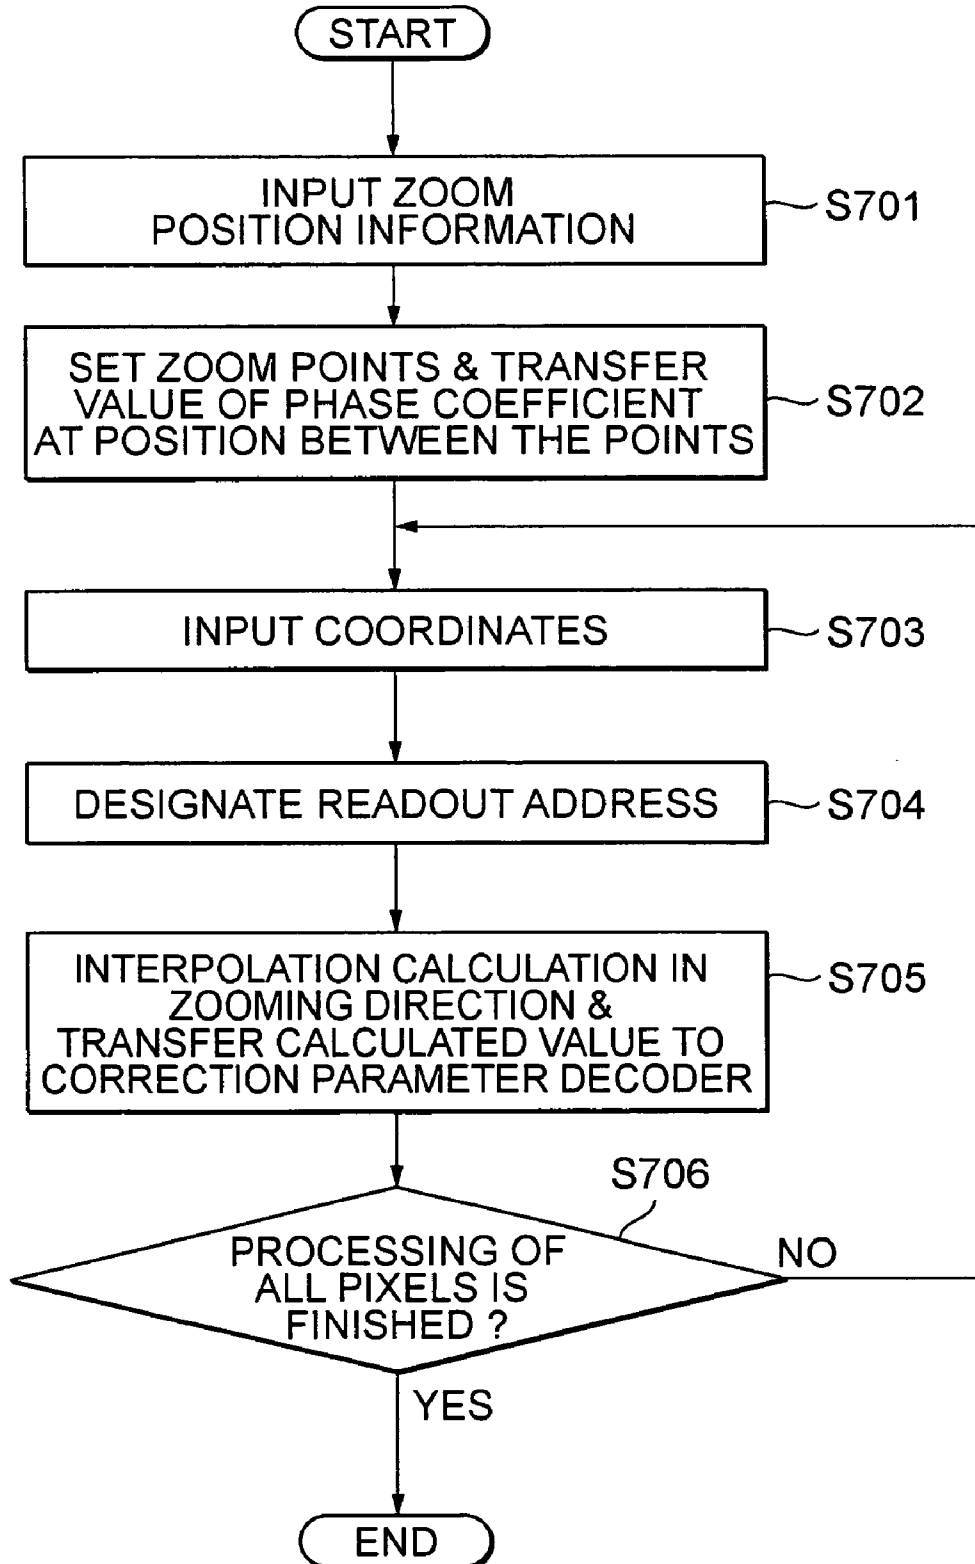 START
INPUT ZOOM
POSITION INFORMATION
S701
SET ZOOM POINTS & TRANSFER
VALUE OF PHASE COEFFICIENT
AT POSITION BETWEEN THE POINTS
S702
INPUT COORDINATES
S703
DESIGNATE READOUT ADDRESS
S704
INTERPOLATION CALCULATION IN
ZOOMING DIRECTION &
TRANSFER CALCULATED VALUE TO
CORRECTION PARAMETER DECODER
S705
S706
PROCESSING OF
ALL PIXELS IS
FINISHED ?
NO
YES
END